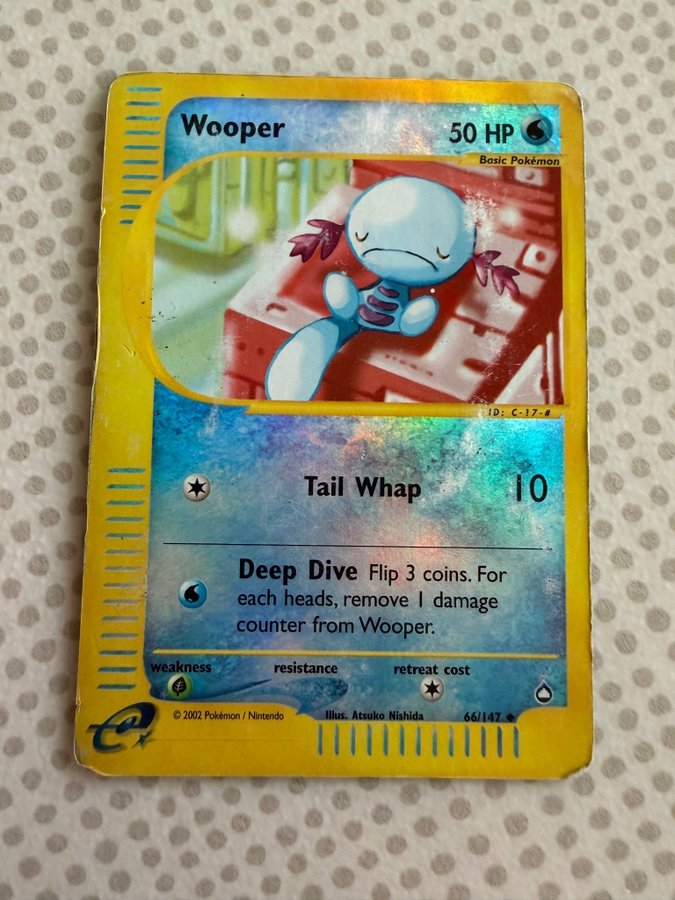 Wooper 50 HP
Basic Pokémon
ID: C-17-#
Tail Whap 10
Deep Dive Flip 3 coins. For
each heads, remove 1 damage
counter from Wooper.
weakness resistance retreat cost
© 2002 Pokémon / Nintendo Illus. Atsuko Nishida 66/147 ◆